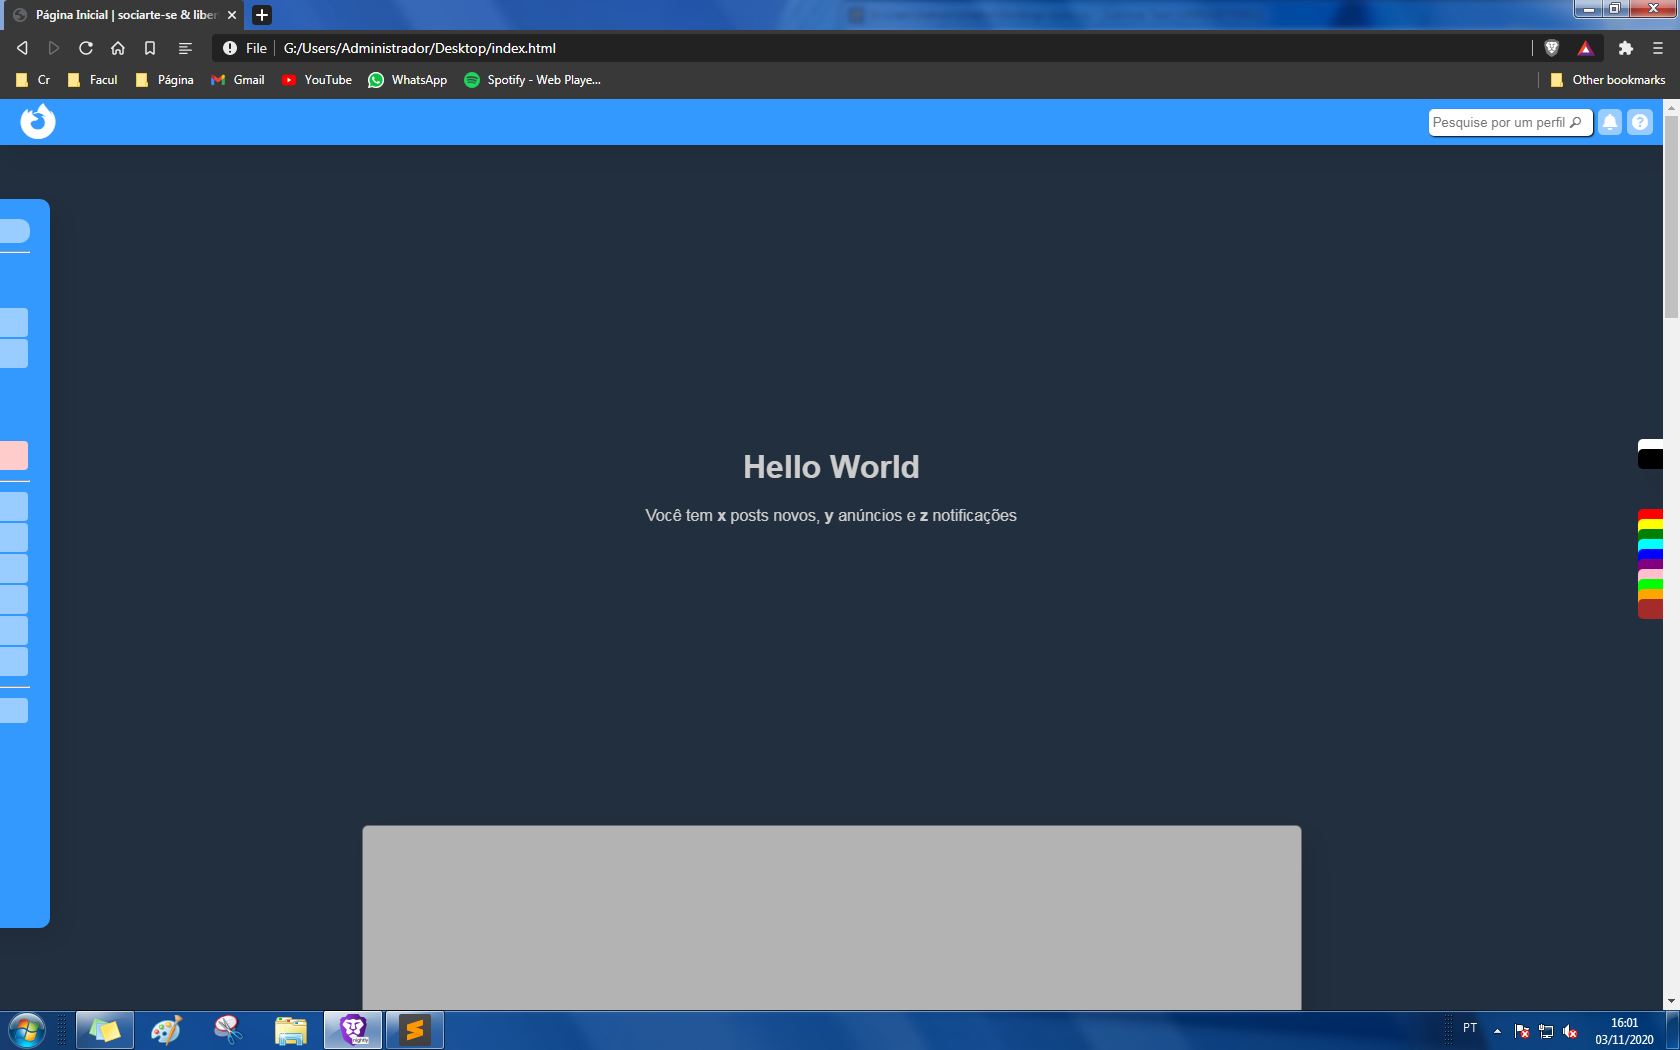 Página Inicial | sociarte-se & liber
File
G:/Users/Administrador/Desktop/index.html
Cr
Facul
Página
Gmail
YouTube
WhatsApp
Spotify - Web Playe...
Other bookmarks
Pesquise por um perfil
?
Hello World
Você tem x posts novos, y anúncios e z notificações
nightly
PT
16:01
03/11/2020